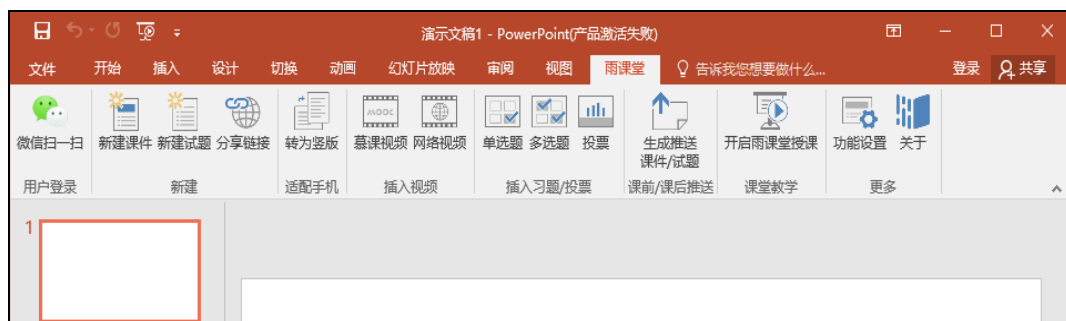 演示文稿1 - PowerPoint(产品激活失败)
文件 开始 插入 设计 切换 动画 幻灯片放映 审阅 视图 雨课堂 告诉我您想要做什么... 登录 共享
MOOC
微信扫一扫 新建课件 新建试题 分享链接 转为竖版 慕课视频 网络视频 单选题 多选题 投票 生成推送 开启雨课堂授课 功能设置 关于
课件/试题
用户登录 新建 适配手机 插入视频 插入习题/投票 课前/课后推送 课堂教学 更多
1